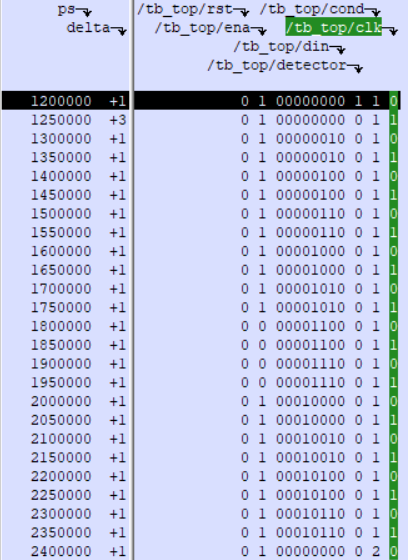 ps /tb_top/rst /tb_top/cond
delta /tb_top/ena /tb_top/clk
/tb_top/din
/tb_top/detector
1200000 +1 0 1 00000000 1 1 0
1250000 +3 0 1 00000000 0 1 1
1300000 +1 0 1 00000010 0 1 0
1350000 +1 0 1 00000010 0 1 1
1400000 +1 0 1 00000100 0 1 0
1450000 +1 0 1 00000100 0 1 1
1500000 +1 0 1 00000110 0 1 0
1550000 +1 0 1 00000110 0 1 1
1600000 +1 0 1 00001000 0 1 0
1650000 +1 0 1 00001000 0 1 1
1700000 +1 0 1 00001010 0 1 0
1750000 +1 0 1 00001010 0 1 1
1800000 +1 0 0 00001100 0 1 0
1850000 +1 0 0 00001100 0 1 1
1900000 +1 0 0 00001110 0 1 0
1950000 +1 0 0 00001110 0 1 1
2000000 +1 0 1 00010000 0 1 0
2050000 +1 0 1 00010000 0 1 1
2100000 +1 0 1 00010010 0 1 0
2150000 +1 0 1 00010010 0 1 1
2200000 +1 0 1 00010100 0 1 0
2250000 +1 0 1 00010100 0 1 1
2300000 +1 0 1 00010110 0 1 0
2350000 +1 0 1 00010110 0 1 1
2400000 +1 0 1 00000000 0 2 0